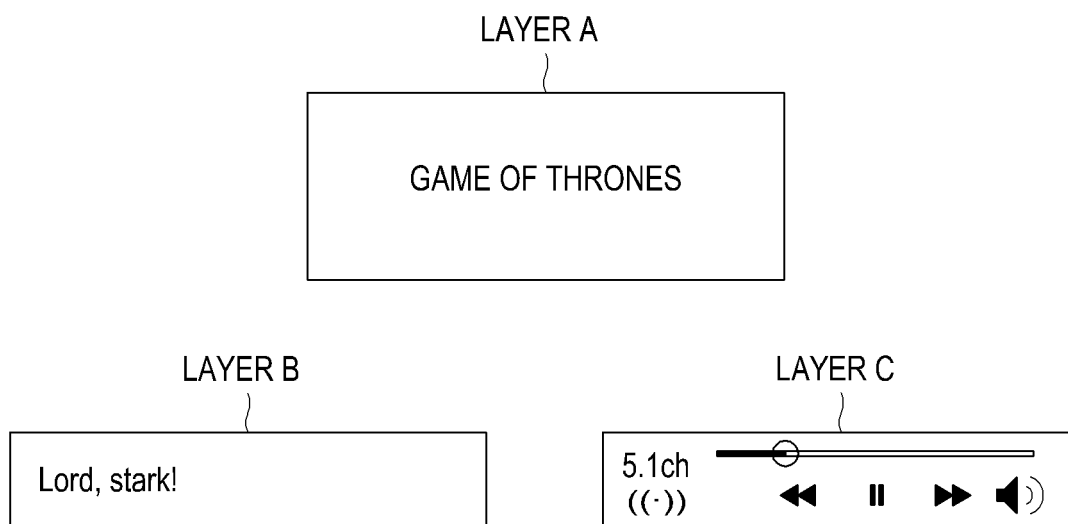 LAYER A
GAME OF THRONES
LAYER B
LAYER C
Lord, stark!
5.1ch
((·))